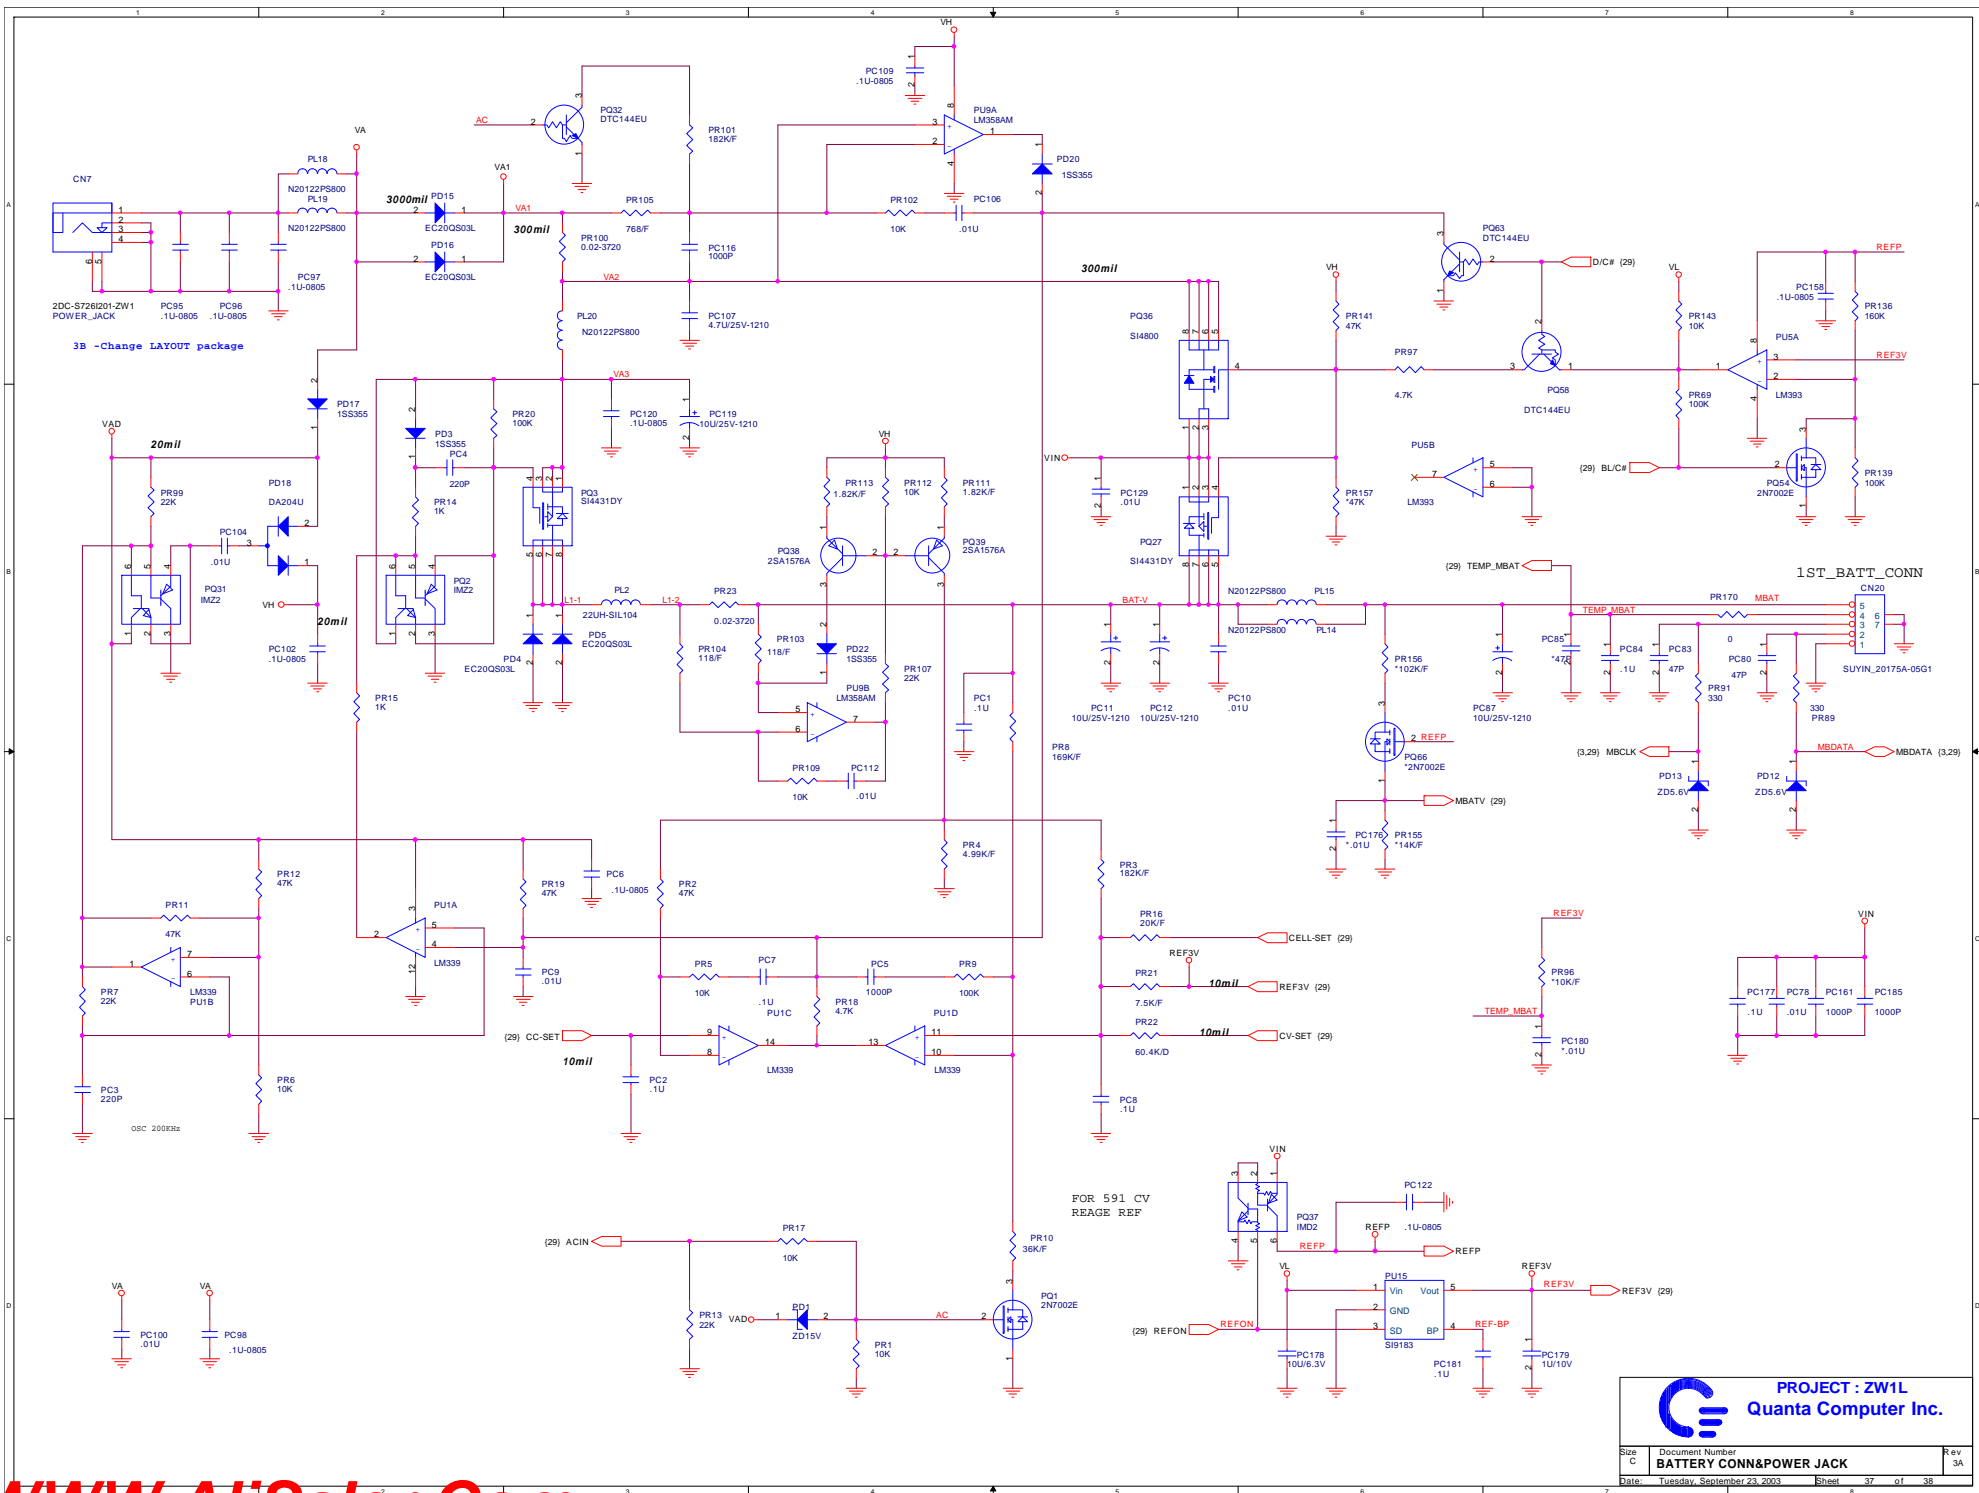 1 2 3 4 5 6 7 8
VH
PC109
.1U-0805
PU9A
LM358AM
PQ32
DTC144EU
AC
PR101
182K/F
PD20
1SS355
VA
VA1
CN7
PL18
N20122PS800
PL19
N20122PS800
3000mil
PD15
EC20QS03L
PD16
EC20QS03L
VA1
300mil
PR105
768/F
PR100
0.02-3720
PC116
1000P
PR102
10K
PC106
.01U
PQ63
DTC144EU
D/C# {29}
REFP
PC97
.1U-0805
PC95
.1U-0805
PC96
.1U-0805
2DC-S726I201-ZW1
POWER_JACK
3B -Change LAYOUT package
VA2
300mil
PL20
N20122PS800
PC107
4.7U/25V-1210
PQ36
SI4800
VH
PR141
47K
VL
PR143
10K
PC158
.1U-0805
PR136
160K
PU5A
LM393
REF3V
PR97
4.7K
PQ58
DTC144EU
PR69
100K
PD17
1SS355
VAD
20mil
PD3
1SS355
PC4
220P
PR20
100K
VA3
PC120
.1U-0805
PC119
10U/25V-1210
PR99
22K
PD18
DA204U
PR14
1K
PQ3
SI4431DY
VH
PR113
1.82K/F
PR112
10K
PR111
1.82K/F
VIN
PC129
.01U
PU5B
LM393
{29} BL/C#
PQ54
2N7002E
PR139
100K
PR157
*47K
PQ27
SI4431DY
PC104
.01U
PQ31
IMZ2
PQ2
IMZ2
PQ38
2SA1576A
PQ39
2SA1576A
{29} TEMP_MBAT
1ST_BATT_CONN
VH
20mil
PC102
.1U-0805
L1-1
PL2
22UH-SIL104
L1-2
PR23
0.02-3720
BAT-V
N20122PS800
PL15
N20122PS800
PL14
TEMP_MBAT
PR170
0
MBAT
CN20
SUYIN_20175A-05G1
PD4
EC20QS03L
PD5
EC20QS03L
PR104
118/F
PR103
118/F
PD22
1SS355
PR107
22K
PU9B
LM358AM
PC1
.1U
PC11
10U/25V-1210
PC12
10U/25V-1210
PC10
.01U
PR156
*102K/F
PC87
10U/25V-1210
PC85
*47P
PC84
.1U
PC83
47P
PC80
47P
PR91
330
330
PR89
PR15
1K
PR8
169K/F
PQ66
*2N7002E
REFP
{3,29} MBCLK
MBDATA
MBDATA {3,29}
PD13
ZD5.6V
PD12
ZD5.6V
PR109
10K
PC112
.01U
MBATV {29}
PC176
*.01U
PR155
*14K/F
PR12
47K
PR11
47K
PU1A
LM339
PR19
47K
PC6
.1U-0805
PR2
47K
PR4
4.99K/F
PR3
182K/F
PR16
20K/F
CELL-SET {29}
REF3V
VIN
LM339
PU1B
PR7
22K
PC9
.01U
PR5
10K
PC7
.1U
PU1C
PC5
1000P
PR18
4.7K
PR9
100K
PU1D
REF3V
PR21
7.5K/F
10mil
REF3V {29}
PR96
*10K/F
TEMP_MBAT
PC180
*.01U
PC177
.1U
PC78
.01U
PC161
1000P
PC185
1000P
{29} CC-SET
10mil
LM339
LM339
PR22
60.4K/D
10mil
CV-SET {29}
PC3
220P
PR6
10K
PC2
.1U
PC8
.1U
OSC 200KHz
FOR 591 CV
REAGE REF
VIN
PQ37
IMD2
PC122
.1U-0805
REFP
REFP
REFP
{29} ACIN
PR17
10K
PR10
36K/F
PR13
22K
VAD
PD1
ZD15V
AC
PR1
10K
PQ1
2N7002E
VA
PC100
.01U
VA
PC98
.1U-0805
VL
PU15
Vin Vout
GND
SD BP
SI9183
REF3V
REF3V
REF3V {29}
{29} REFON
REFON
REF-BP
PC178
10U/6.3V
PC181
.1U
PC179
1U/10V
PROJECT : ZW1L
Quanta Computer Inc.
Size
C
Document Number
BATTERY CONN&POWER JACK
Rev
3A
Date: Tuesday, September 23, 2003 Sheet 37 of 38